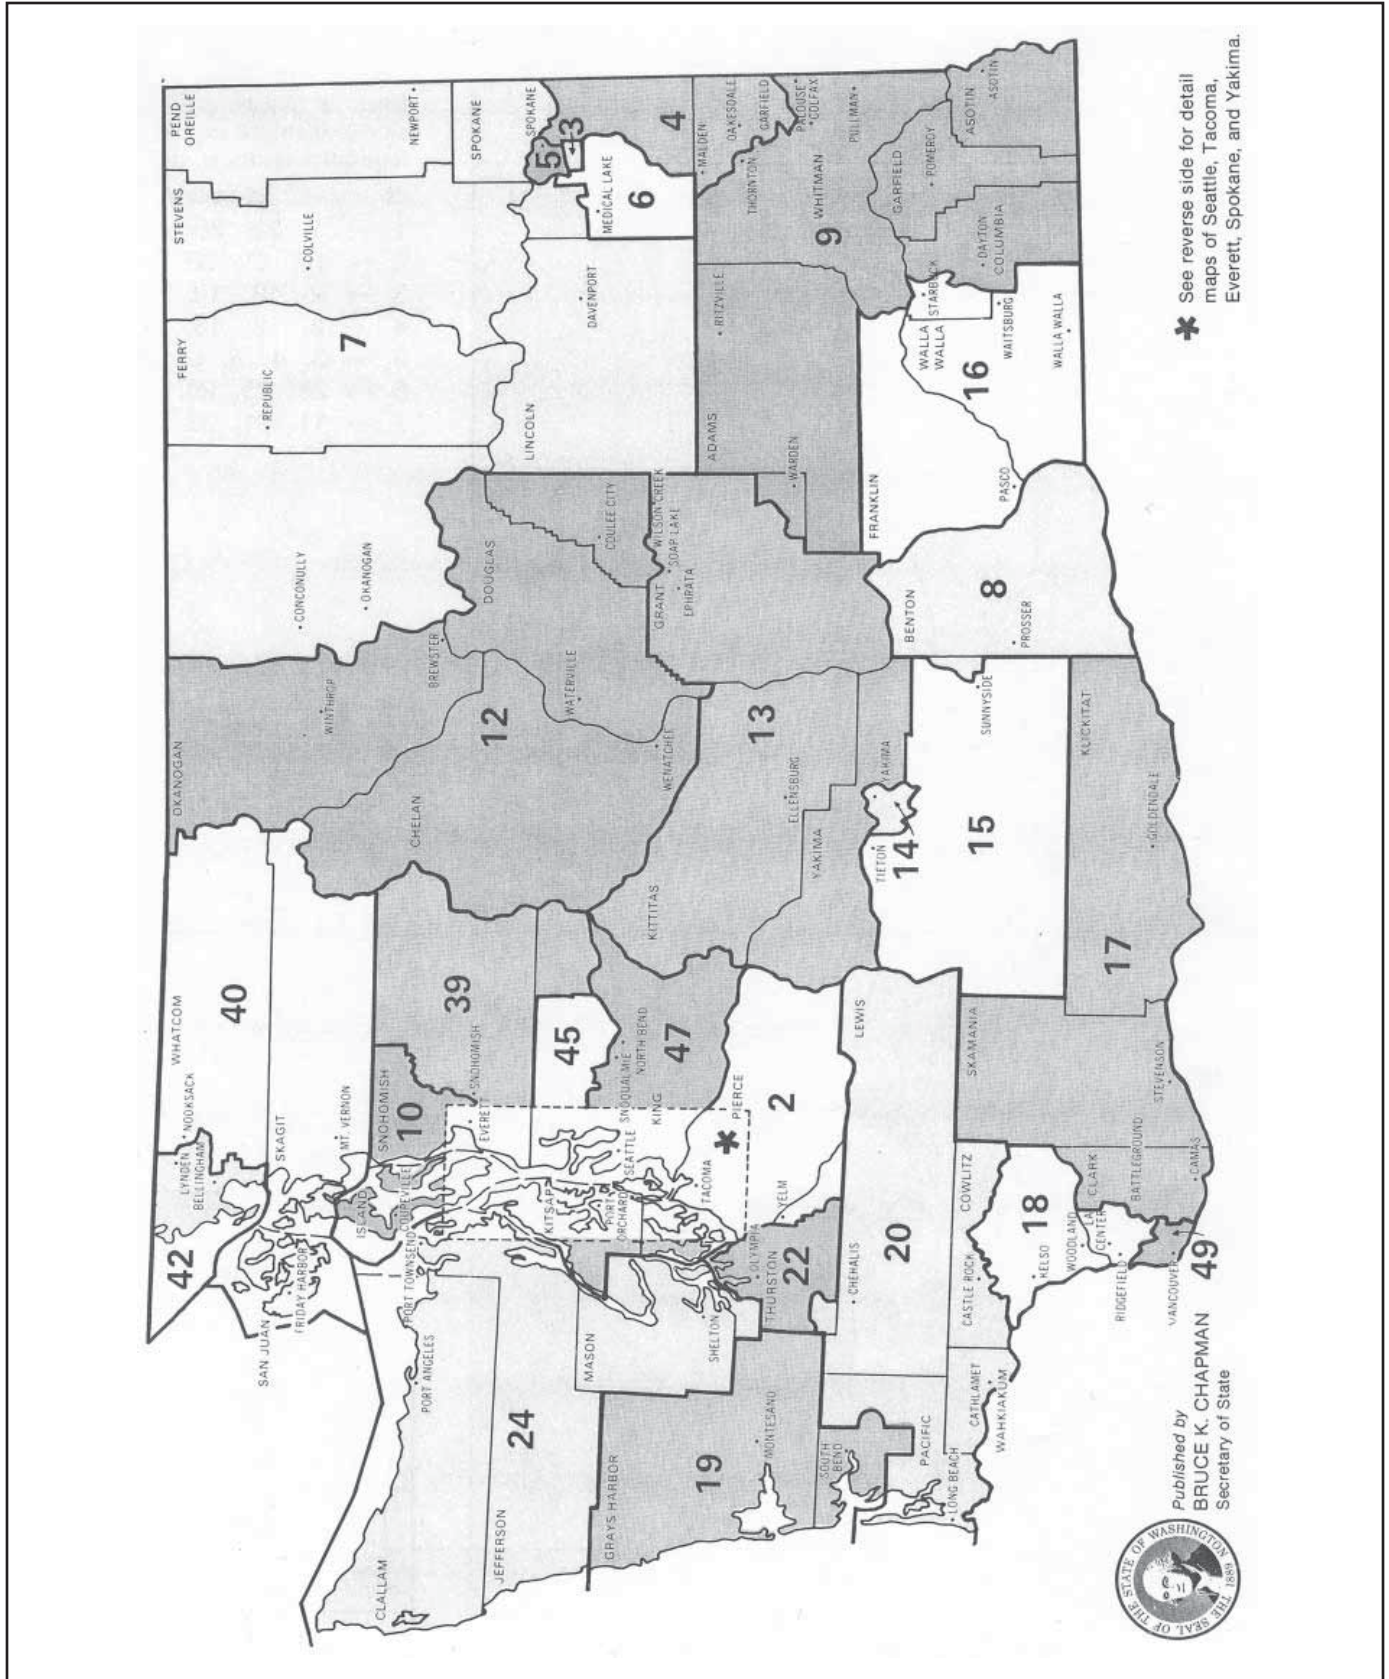 WHATCOM
NOOKSACK
LYNDEN
BELLINGHAM
42
40
SAN JUAN
FRIDAY HARBOR
SKAGIT
MT. VERNON
OKANOGAN
WINTHROP
BREWSTER
CONCONULLY
OKANOGAN
FERRY
REPUBLIC
7
STEVENS
COLVILLE
PEND
OREILLE
NEWPORT
CLALLAM
PORT ANGELES
PORT TOWNSEND
ISLAND
COUPEVILLE
SNOHOMISH
10
EVERETT
SNOHOMISH
39
CHELAN
12
WENATCHEE
WATERVILLE
DOUGLAS
COULEE CITY
LINCOLN
DAVENPORT
SPOKANE
SPOKANE
5
3
MEDICAL LAKE
6
4
JEFFERSON
24
MASON
SHELTON
KITSAP
PORT
ORCHARD
SEATTLE
45
SNOQUALMIE
NORTH BEND
KING
47
KITTITAS
ELLENSBURG
13
GRANT
WILSON CREEK
SOAP LAKE
EPHRATA
ADAMS
RITZVILLE
WARDEN
MALDEN
OAKESDALE
THORNTON
GARFIELD
PALOUSE
COLFAX
WHITMAN
9
PULLMAN
GRAYS HARBOR
19
MONTESANO
OLYMPIA
THURSTON
22
YELM
TACOMA
*
PIERCE
2
YAKIMA
YAKIMA
TIETON
14
15
SUNNYSIDE
BENTON
8
PROSSER
FRANKLIN
PASCO
WALLA
WALLA
STARBUCK
16
WAITSBURG
WALLA WALLA
GARFIELD
POMEROY
DAYTON
COLUMBIA
ASOTIN
ASOTIN
SOUTH
BEND
PACIFIC
LONG BEACH
CHEHALIS
20
LEWIS
CATHLAMET
WAHKIAKUM
CASTLE ROCK
COWLITZ
KELSO
18
WOODLAND
LA
CENTER
RIDGEFIELD
VANCOUVER
49
CLARK
BATTLEGROUND
CAMAS
SKAMANIA
STEVENSON
17
KLICKITAT
GOLDENDALE
THE SEAL OF THE STATE OF WASHINGTON
1889
Published by
BRUCE K. CHAPMAN
Secretary of State
* See reverse side for detail
maps of Seattle, Tacoma,
Everett, Spokane, and Yakima.